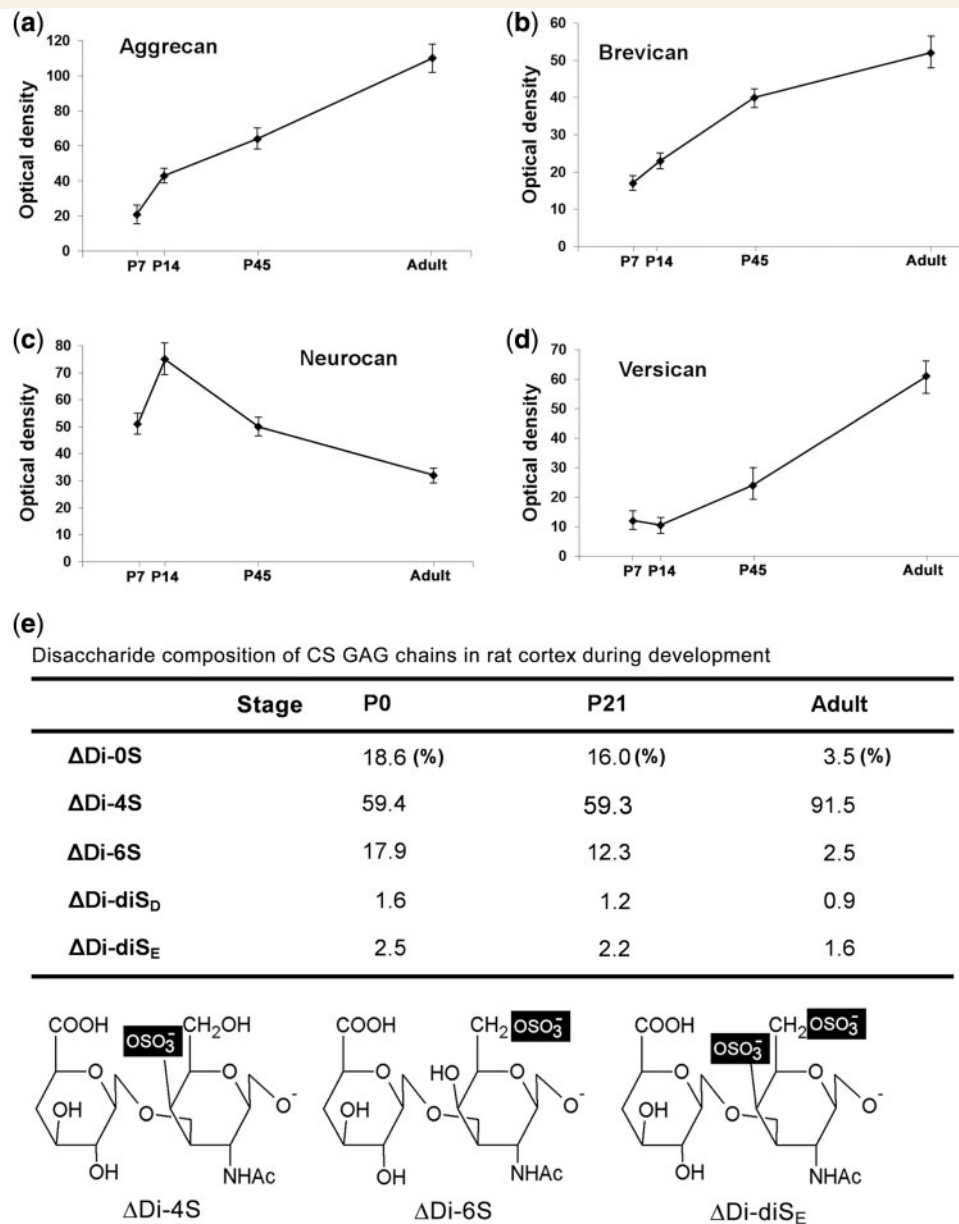 (a)
Aggrecan
Optical density
120
100
80
60
40
20
0
P7 P14 P45 Adult
(b)
Brevican
Optical density
60
50
40
30
20
10
0
P7 P14 P45 Adult
(c)
Neurocan
Optical density
80
70
60
50
40
30
20
10
0
P7 P14 P45 Adult
(d)
Versican
Optical density
70
60
50
40
30
20
10
0
P7 P14 P45 Adult
(e)
Disaccharide composition of CS GAG chains in rat cortex during development
Stage P0 P21 Adult
ΔDi-0S 18.6 (%) 16.0 (%) 3.5 (%)
ΔDi-4S 59.4 59.3 91.5
ΔDi-6S 17.9 12.3 2.5
ΔDi-diS_D 1.6 1.2 0.9
ΔDi-diS_E 2.5 2.2 1.6
COOH OSO₃⁻ CH₂OH O O O O⁻ OH OH NHAc
ΔDi-4S
COOH CH₂ OSO₃⁻ HO O O O O⁻ OH OH NHAc
ΔDi-6S
COOH OSO₃⁻ CH₂ OSO₃⁻ O O O O⁻ OH OH NHAc
ΔDi-diS_E